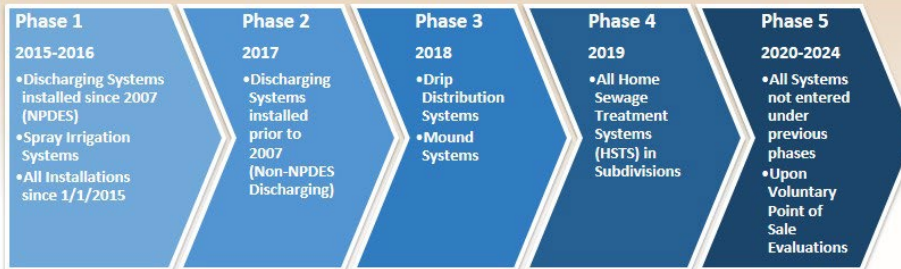 Phase 1
2015-2016
•Discharging Systems
installed since 2007
(NPDES)
•Spray Irrigation
Systems
•All Installations
since 1/1/2015
Phase 2
2017
•Discharging
Systems
installed
prior to
2007
(Non-NPDES
Discharging)
Phase 3
2018
•Drip
Distribution
Systems
•Mound
Systems
Phase 4
2019
•All Home
Sewage
Treatment
Systems
(HSTS) in
Subdivisions
Phase 5
2020-2024
•All Systems
not entered
under
previous
phases
•Upon
Voluntary
Point of
Sale
Evaluations